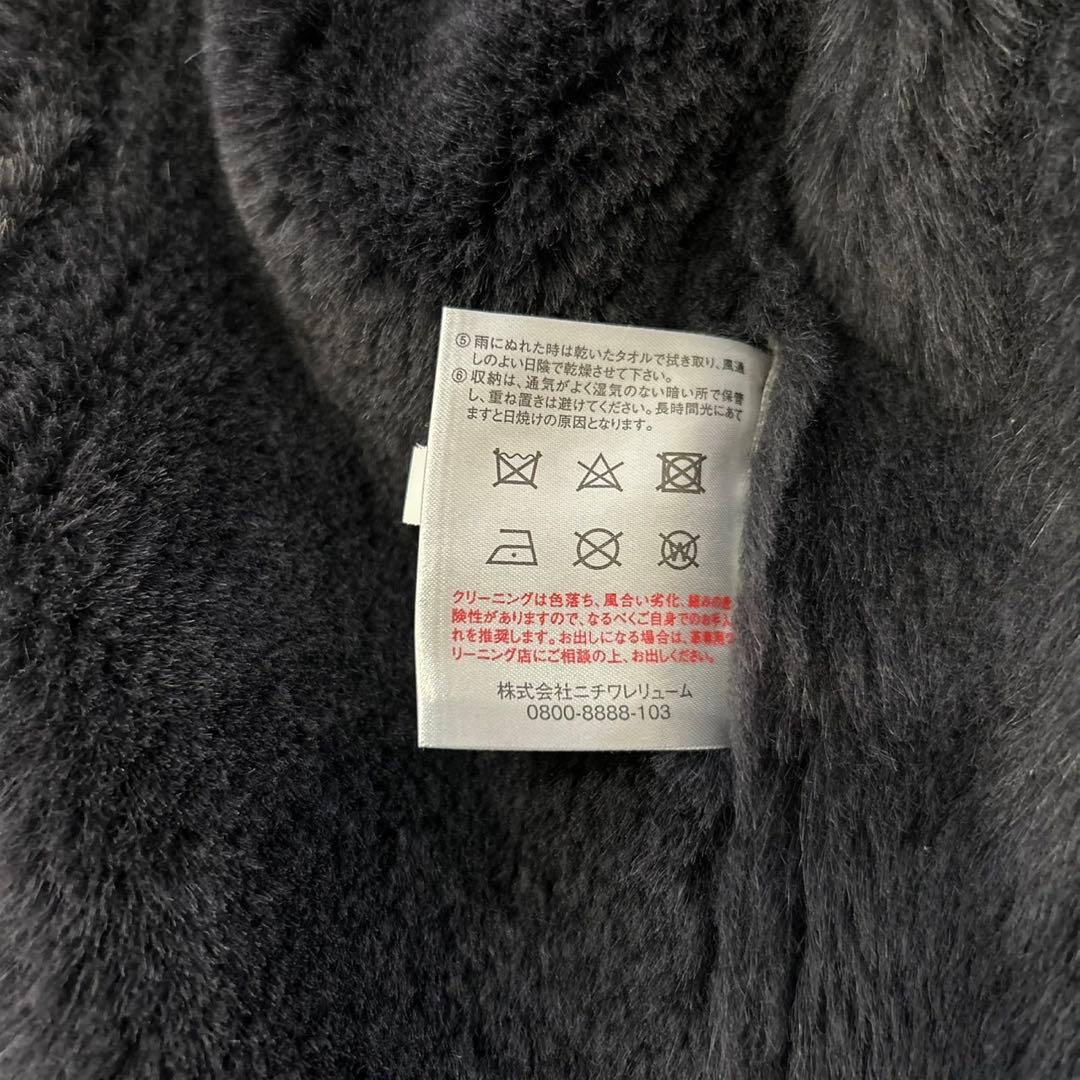 ⑤ 雨にぬれた時は乾いたタオルで拭き取り、風通
しのよい日陰で乾燥させて下さい。
⑥ 収納は、通気がよく湿気のない暗い所で保管
し、重ね置きは避けてください。長時間光にあて
ますと日焼けの原因となります。
W
クリーニングは色落ち、風合い劣化、縮みの危
険性がありますので、なるべくご自身でのお手入
れを推奨します。お出しになる場合は、
リーニング店にご相談の上、お出しください。
株式会社ニチワレリューム
0800-8888-103